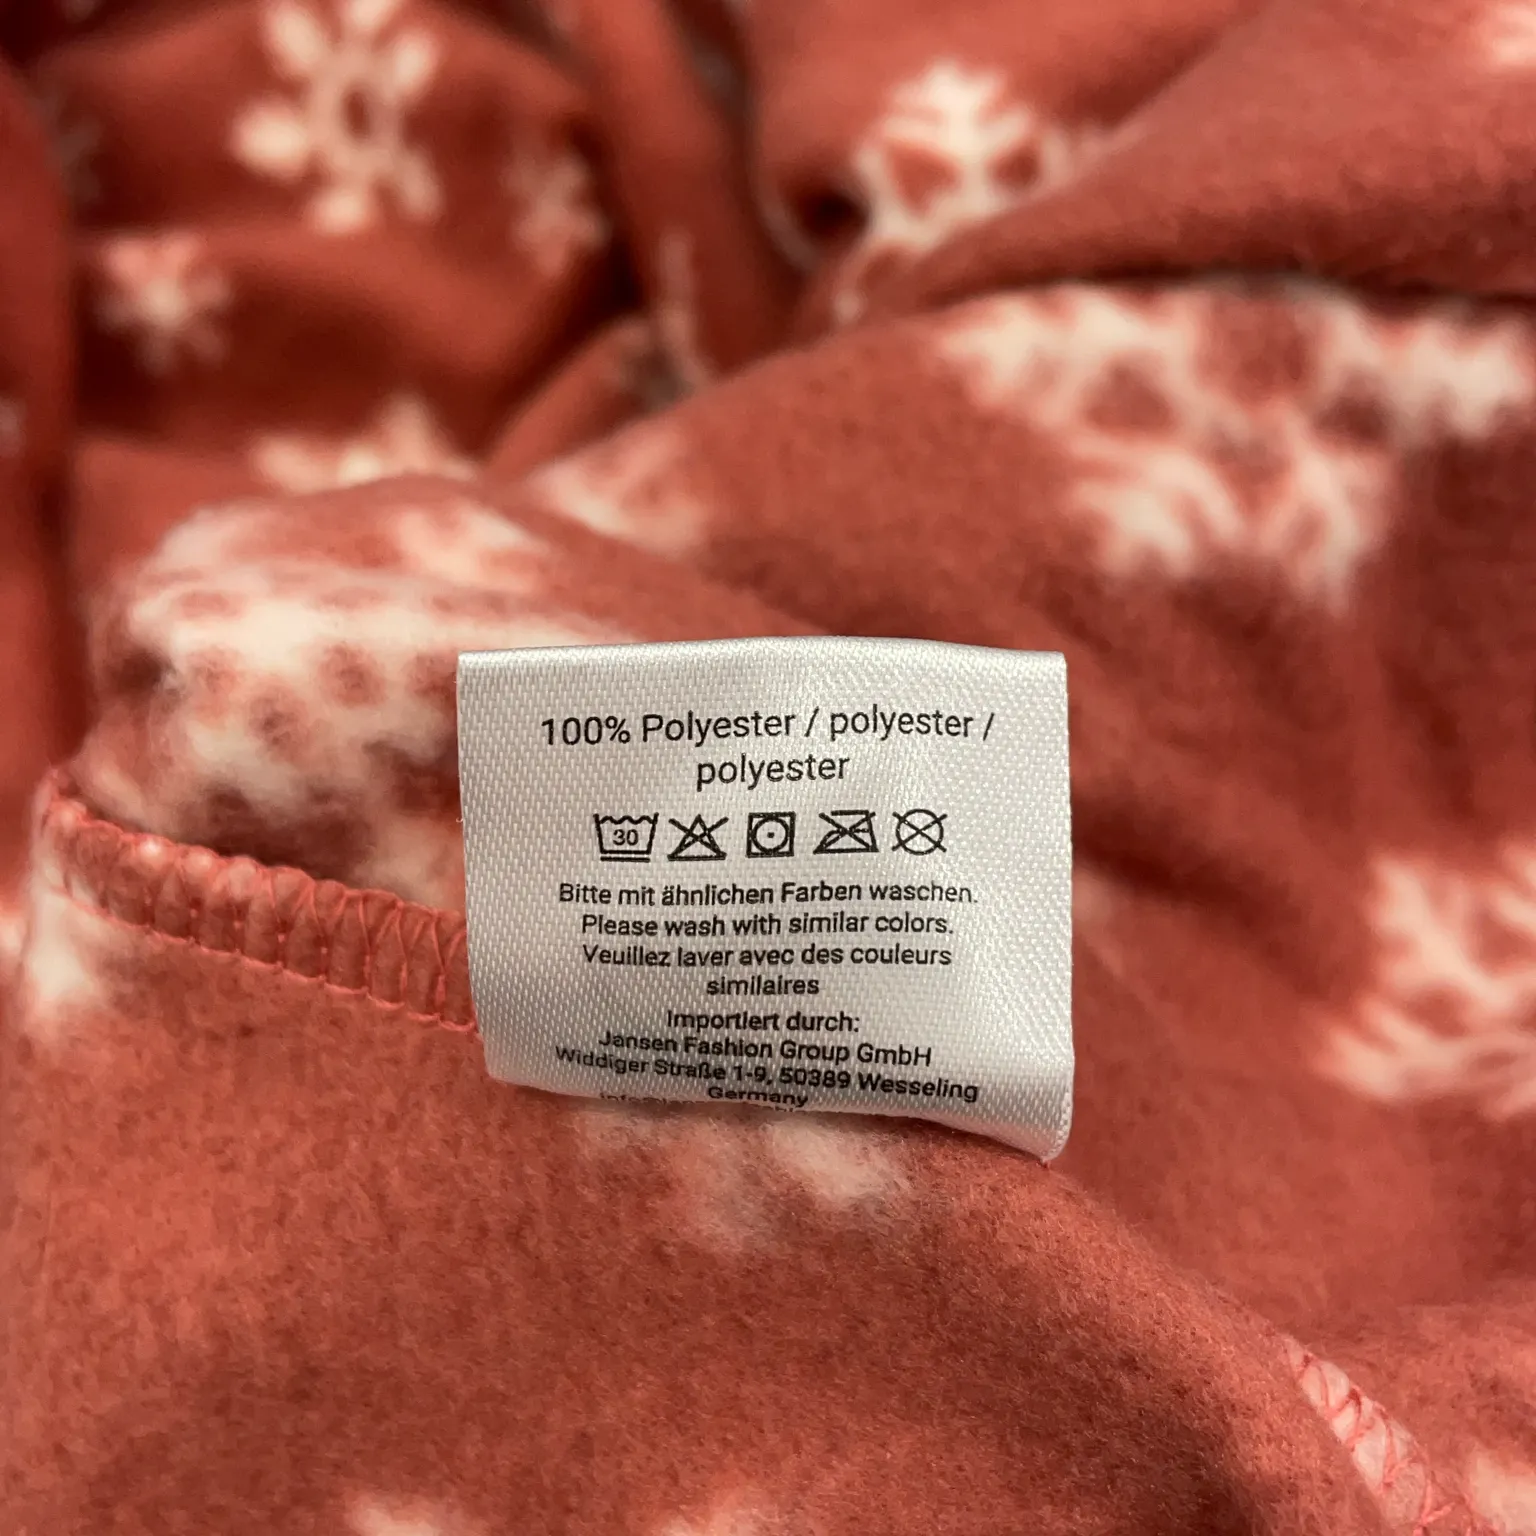 100% Polyester / polyester /
polyester
30
Bitte mit ähnlichen Farben waschen.
Please wash with similar colors.
Veuillez laver avec des couleurs
similaires
Importiert durch:
Jansen Fashion Group GmbH
Widdiger Straße 1-9, 50389 Wesseling
Germany